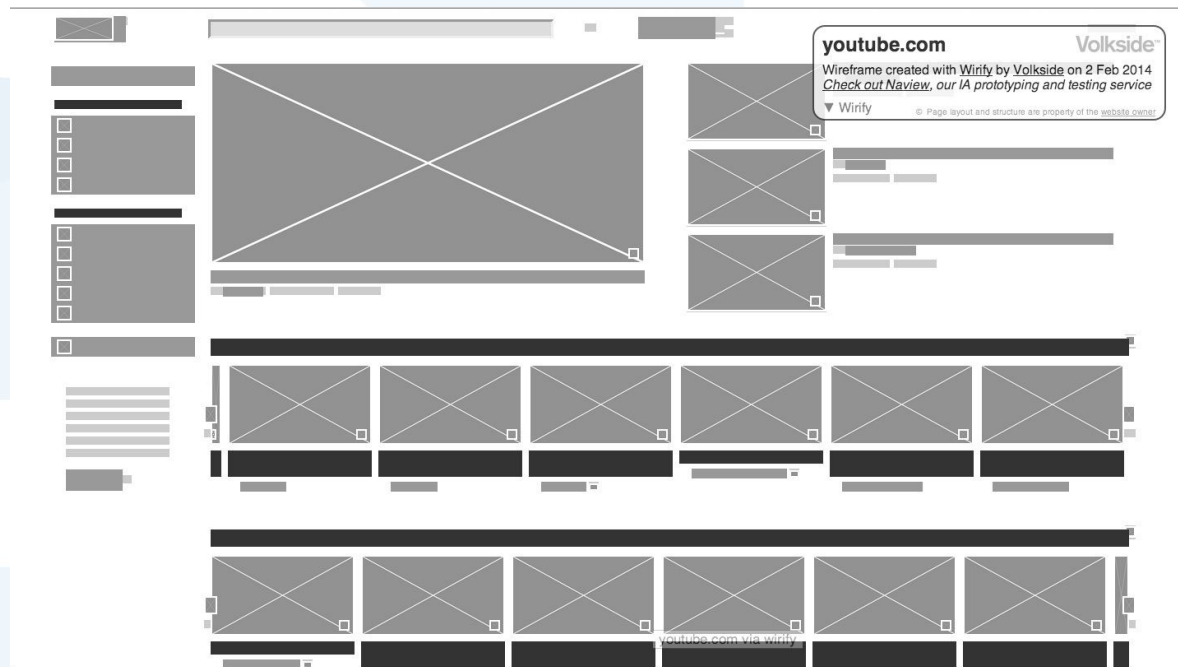 youtube.com
Volkside™
Wireframe created with Wirify by Volkside on 2 Feb 2014
Check out Naview, our IA prototyping and testing service
▼ Wirify
© Page layout and structure are property of the website owner
youtube.com via wirify